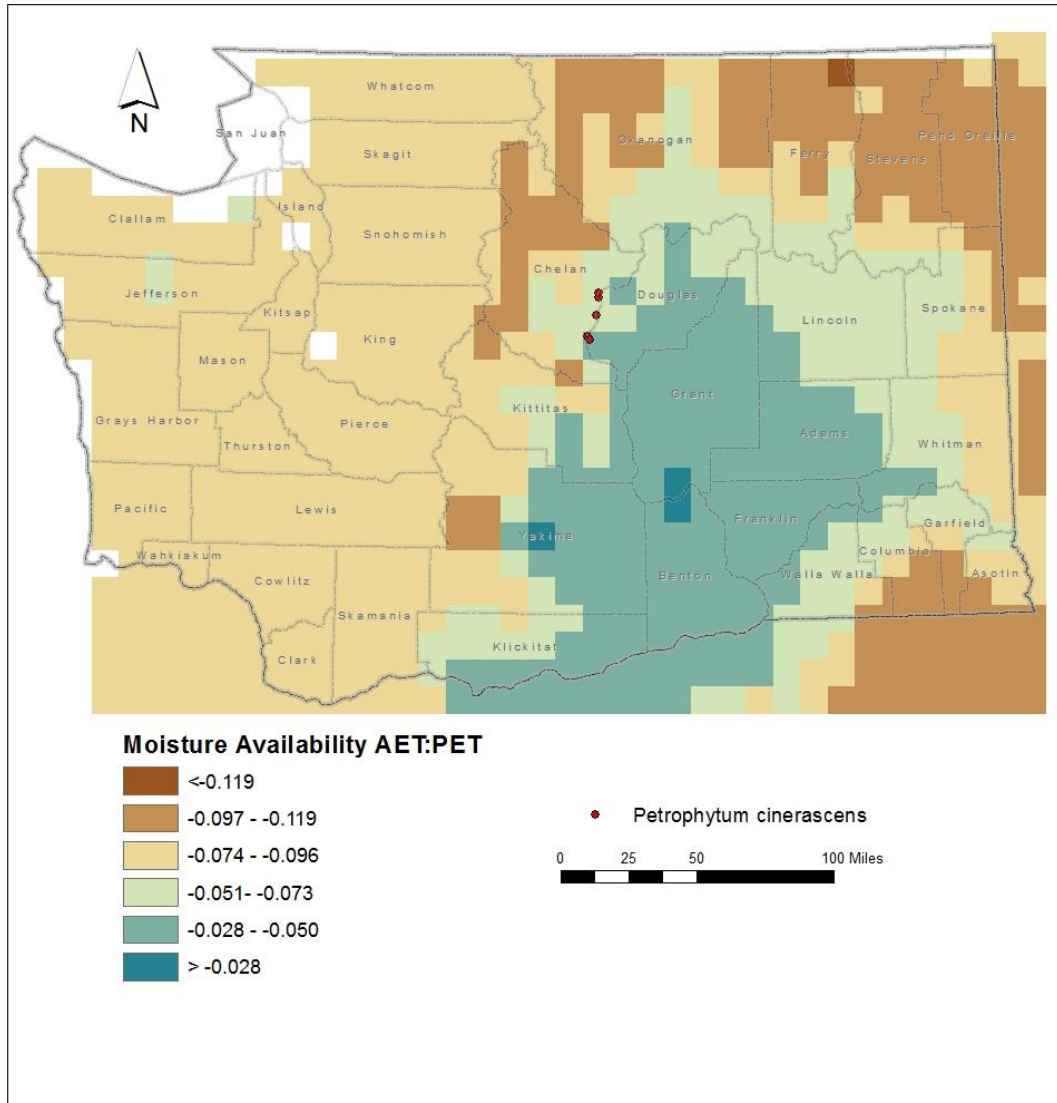 N
Whatcom
San Juan
Skagit
Okanogan
Ferry
Stevens
Pend Oreille
Island
Clallam
Snohomish
Chelan
Jefferson
Douglas
Kitsap
King
Lincoln
Spokane
Mason
Grant
Grays Harbor
Kittitas
Pierce
Thurston
Adams
Whitman
Pacific
Lewis
Yakima
Franklin
Garfield
Wahkiakum
Columbia
Cowlitz
Benton
Walla Walla
Asotin
Skamania
Klickitat
Clark
Moisture Availability AET:PET
<-0.119
-0.097 - -0.119
-0.074 - -0.096
-0.051- -0.073
-0.028 - -0.050
> -0.028
Petrophytum cinerascens
0 25 50 100 Miles